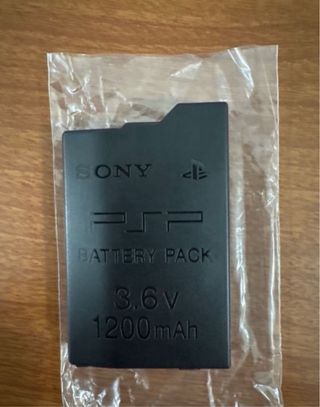 SONY
PSP
BATTERY PACK
3.6V
1200mAh